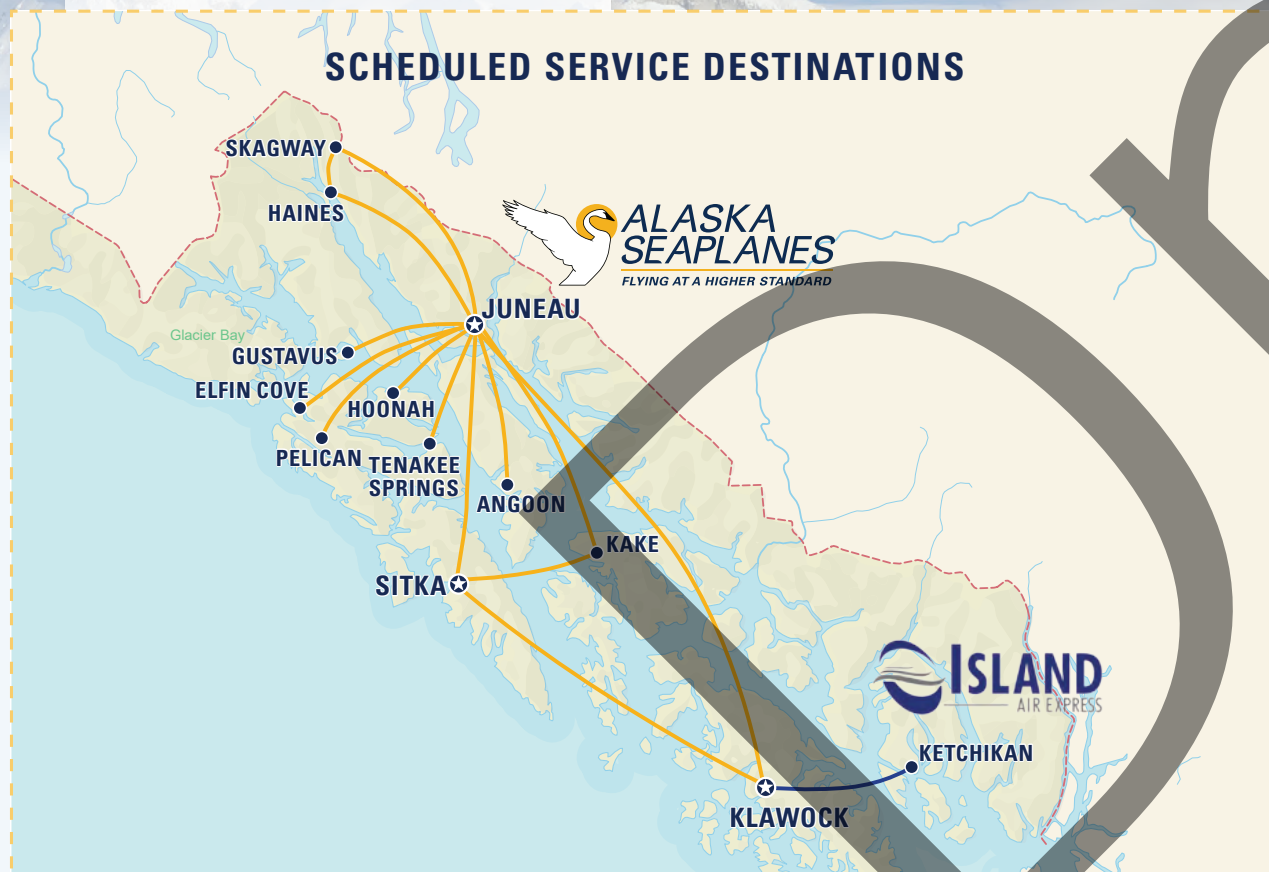 SCHEDULED SERVICE DESTINATIONS
SKAGWAY
HAINES
ALASKA
SEAPLANES
FLYING AT A HIGHER STANDARD
JUNEAU
Glacier Bay
GUSTAVUS
ELFIN COVE
HOONAH
PELICAN
TENAKEE
SPRINGS
ANGOON
KAKE
SITKA
ISLAND
AIR EXPRESS
KETCHIKAN
KLAWOCK